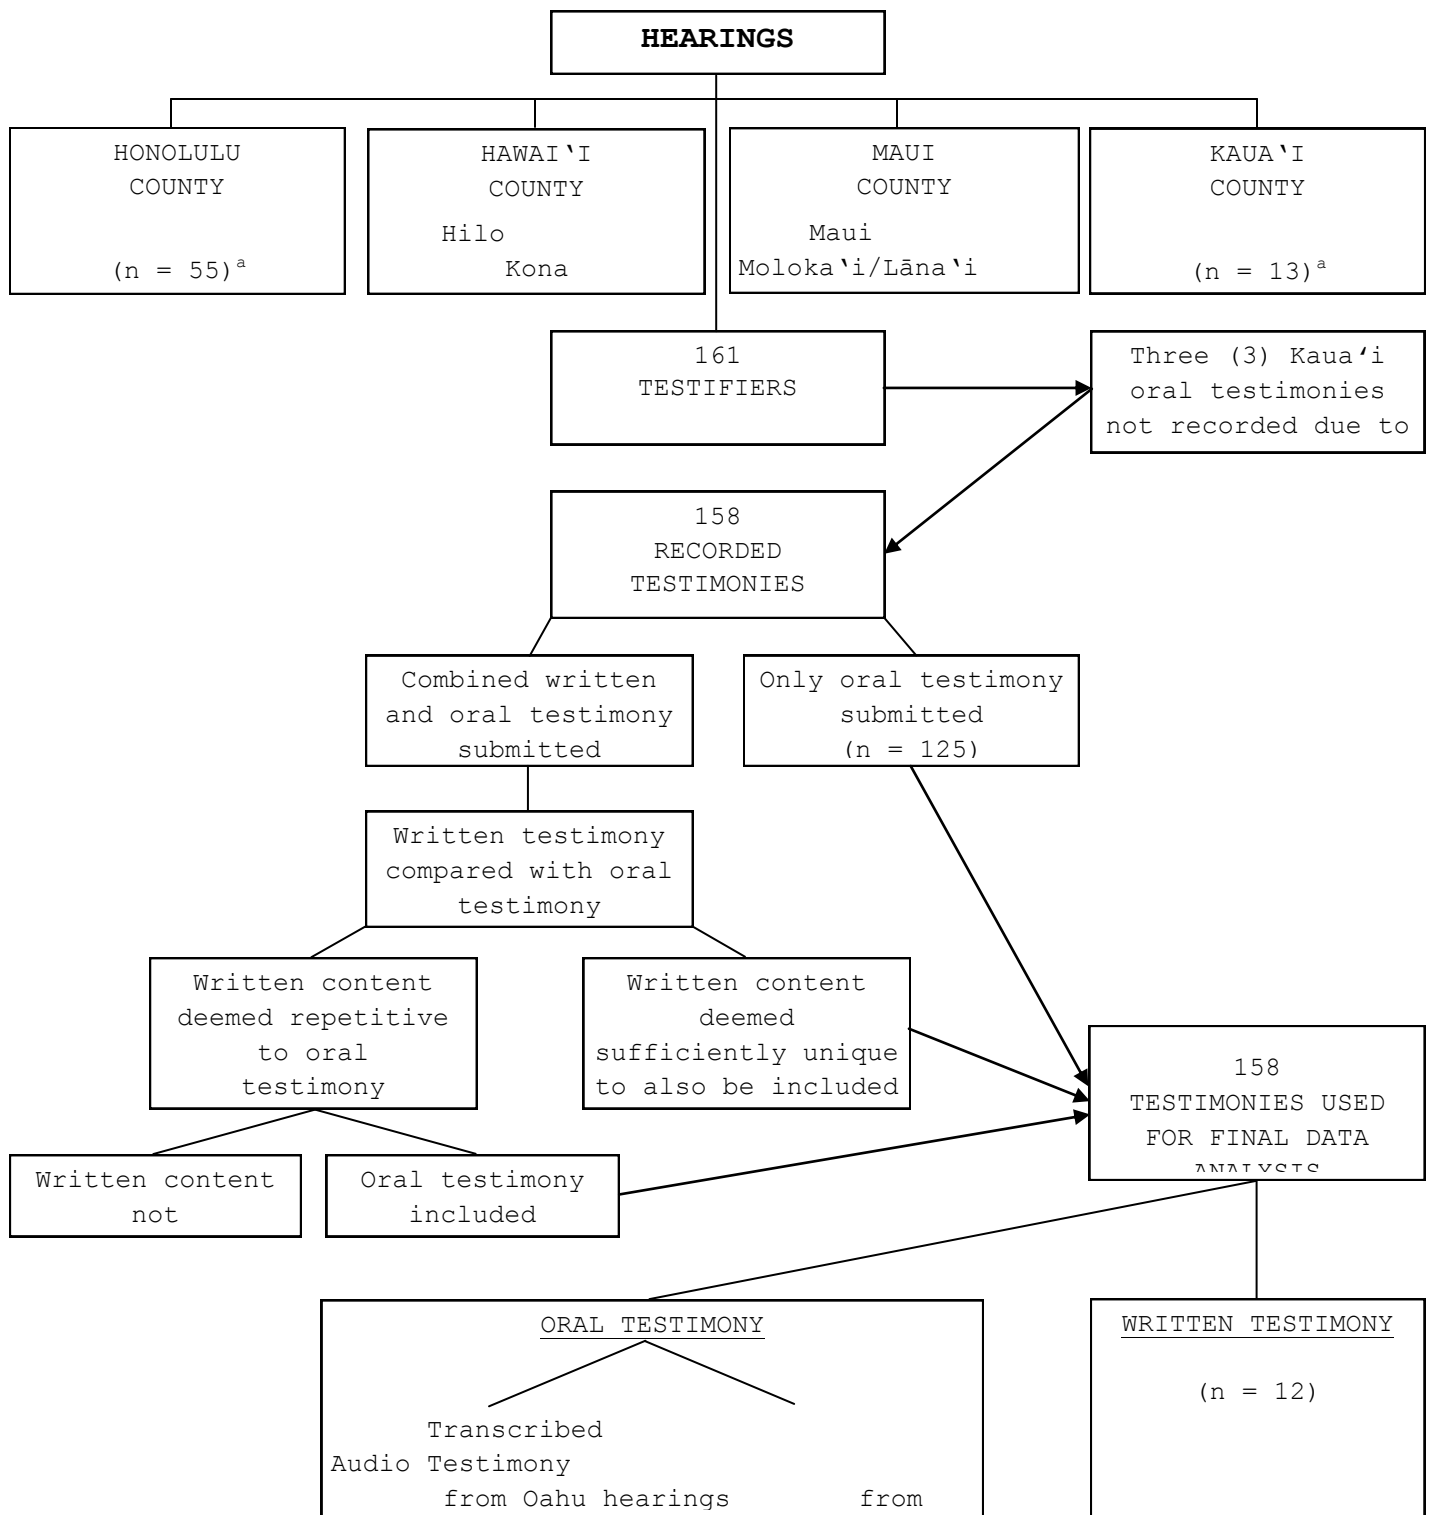 HEARINGS
HONOLULU
COUNTY
(n = 55)ᵃ
HAWAIʻI
COUNTY
Hilo
Kona
MAUI
COUNTY
Maui
Molokaʻi/Lānaʻi
KAUAʻI
COUNTY
(n = 13)ᵃ
161
TESTIFIERS
Three (3) Kauaʻi
oral testimonies
not recorded due to
158
RECORDED
TESTIMONIES
Combined written
and oral testimony
submitted
Only oral testimony
submitted
(n = 125)
Written testimony
compared with oral
testimony
Written content
deemed repetitive
to oral
testimony
Written content
deemed
sufficiently unique
to also be included
158
TESTIMONIES USED
FOR FINAL DATA
ANALYSIS
Written content
not
Oral testimony
included
ORAL TESTIMONY
Transcribed
Audio Testimony
from Oahu hearings from
WRITTEN TESTIMONY
(n = 12)